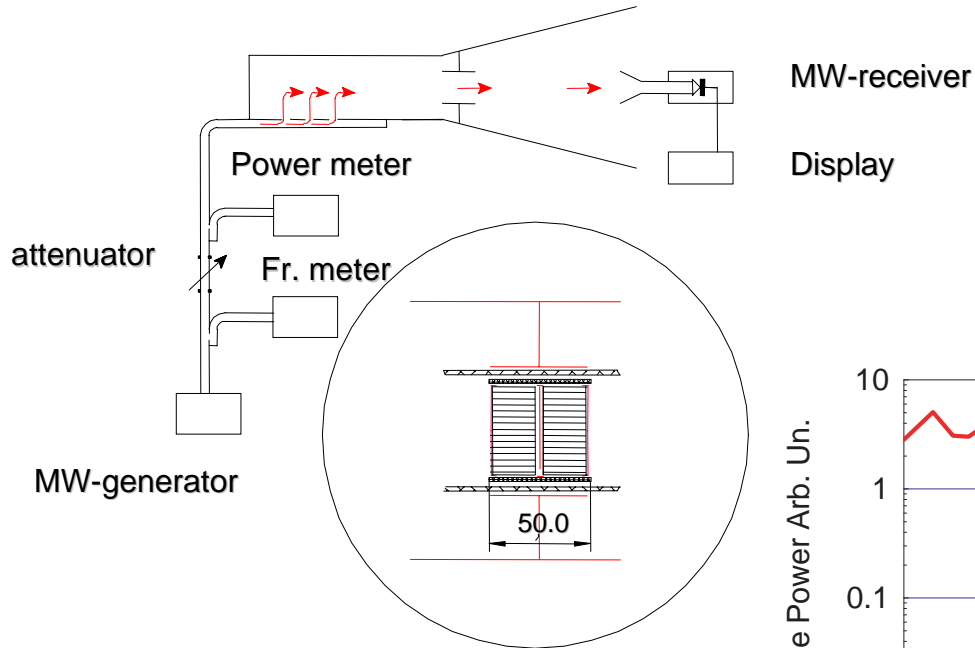 MW-receiver
Power meter
Display
attenuator
Fr. meter
MW-generator
50.0
10
1
0.1
e Power Arb. Un.